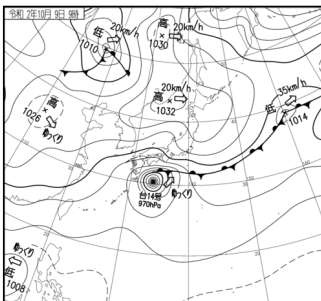 令和 2年10月 9日 9時
高
20km/h
1030
低
20km/h
1010
高
20km/h
1032
高
1026
ゆっくり
低
35km/h
1014
台14号
970hPa
ゆっくり
低
ゆっくり
1008